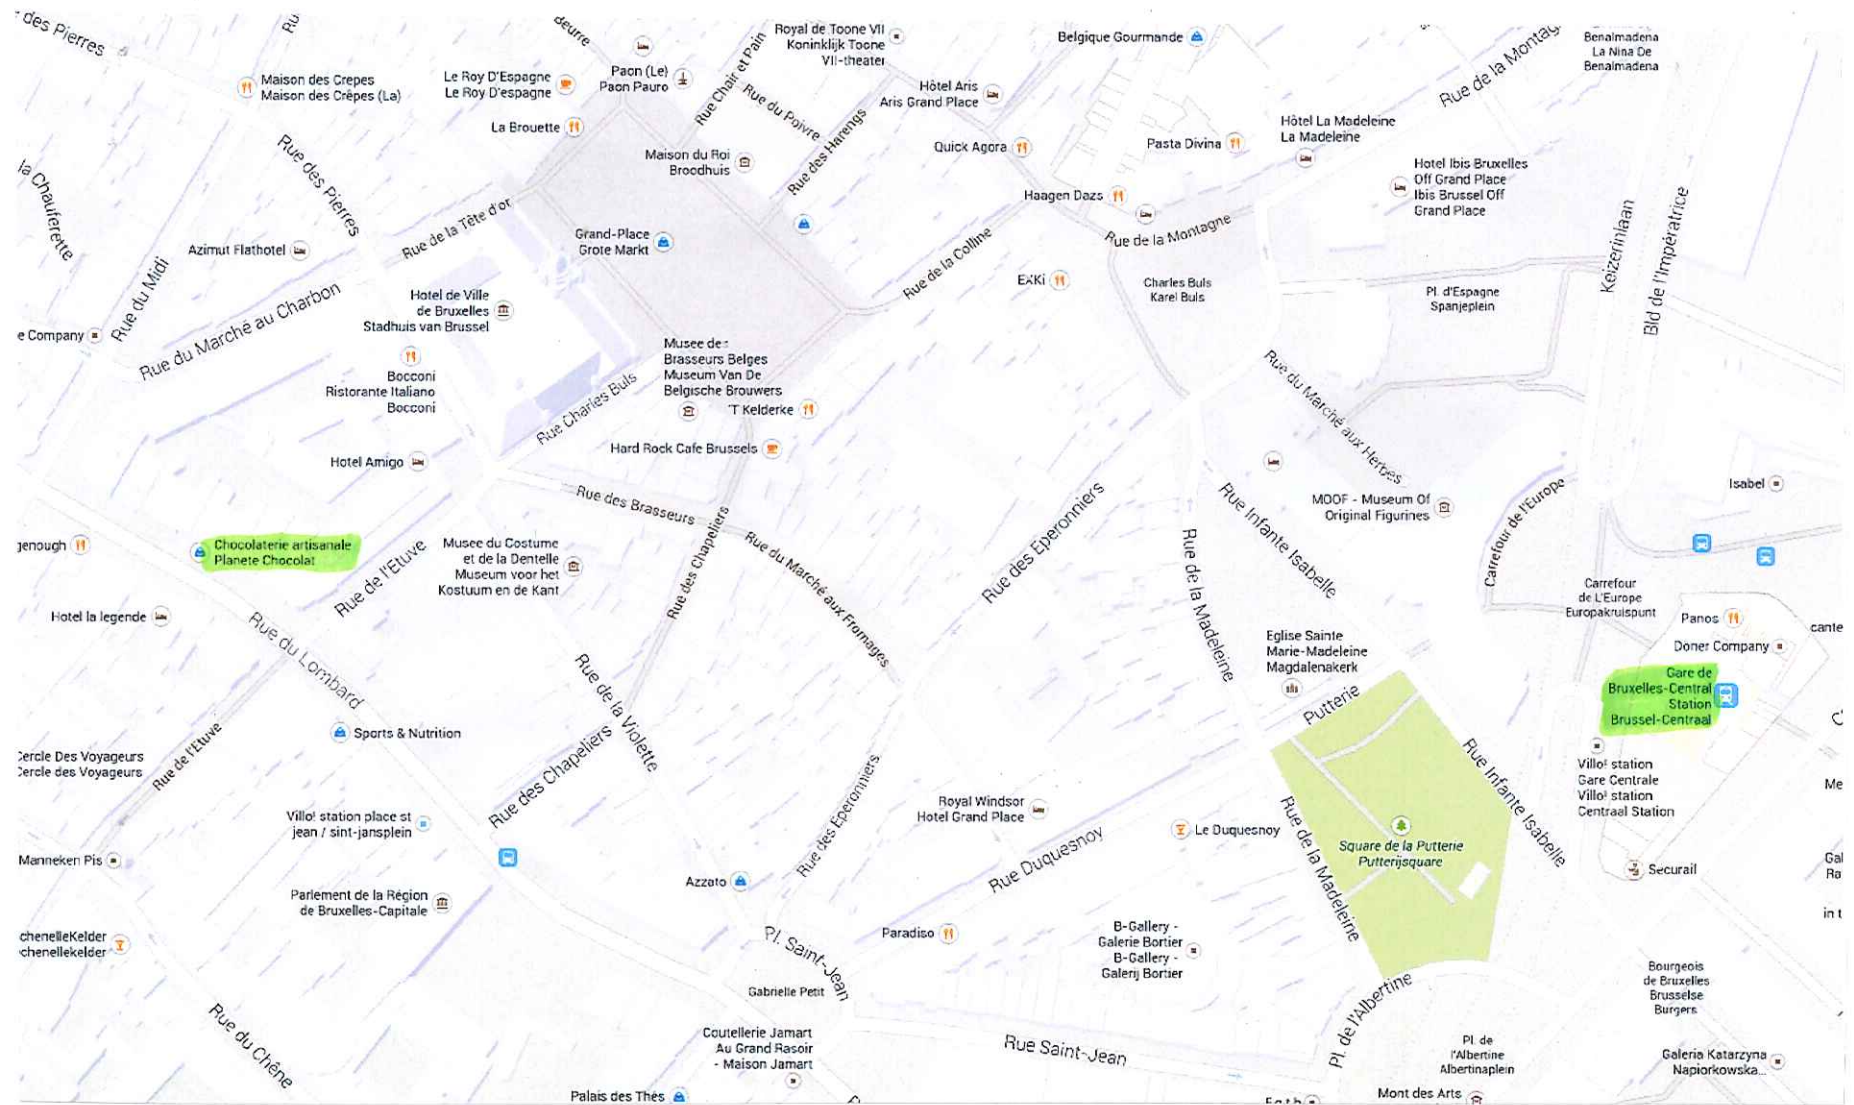 des Pierres
Ru
Beurre
Royal de Toone VII
Koninklijk Toone
VII-theater
Belgique Gourmande
Benalmadena
La Nina De
Benalmadena
Maison des Crepes
Maison des Crêpes (La)
Le Roy D'Espagne
Le Roy D'espagne
Paon (Le)
Paon Pauro
Rue Chair et Pain
Rue du Poivre
Rue des Harengs
Hôtel Aris
Aris Grand Place
Rue de la Montag
La Brouette
Maison du Roi
Broodhuis
Quick Agora
Pasta Divina
Hôtel La Madeleine
La Madeleine
Hotel Ibis Bruxelles
Off Grand Place
Ibis Brussel Off
Grand Place
la Chaufferette
Rue des Pierres
Rue de la Tête d'or
Haagen Dazs
Rue de la Montagne
Keizerinlaan
Bld de l'Impératrice
Azimut Flathotel
Grand-Place
Grote Markt
Rue de la Colline
EXKi
Charles Buls
Karel Buls
Pl. d'Espagne
Spanjeplein
Rue du Midi
Rue du Marché au Charbon
Hotel de Ville
de Bruxelles
Stadhuis van Brussel
e Company
Bocconi
Ristorante Italiano
Bocconi
Rue Charles Buls
Musee des
Brasseurs Belges
Museum Van De
Belgische Brouwers
'T Kelderke
Rue du Marché aux Herbes
Hotel Amigo
Hard Rock Cafe Brussels
Rue des Brasseurs
Rue des Chapeliers
Rue du Marché aux Fromages
Rue des Eperonniers
Rue de la Madeleine
Rue Infante Isabelle
MOOF - Museum Of
Original Figurines
Carrefour de l'Europe
Isabel
genough
Chocolaterie artisanale
Planete Chocolat
Rue de l'Etuve
Musee du Costume
et de la Dentelle
Museum voor het
Kostuum en de Kant
Carrefour
de L'Europe
Europakruispunt
Panos
cante
Doner Company
Hotel la legende
Rue du Lombard
Rue de la Violette
Eglise Sainte
Marie-Madeleine
Magdalenakerk
Putterie
Gare de
Bruxelles-Central
Station
Brussel-Centraal
Sports & Nutrition
Cercle Des Voyageurs
Cercle des Voyageurs
Rue de l'Etuve
Rue des Chapeliers
Rue des Eperonniers
Rue Infante Isabelle
Villo! station
Gare Centrale
Villo! station
Centraal Station
Me
Villo! station place st
jean / sint-jansplein
Royal Windsor
Hotel Grand Place
Le Duquesnoy
Rue Duquesnoy
Square de la Putterie
Putterijsquare
Rue de la Madeleine
Manneken Pis
Azzato
Securail
Gal
Ra
Parlement de la Région
de Bruxelles-Capitale
in t
chenelleKelder
chenellekelder
Pl. Saint-Jean
Paradiso
B-Gallery -
Galerie Bortier
B-Gallery -
Galerij Bortier
Gabrielle Petit
Pl. de l'Albertine
Bourgeois
de Bruxelles
Brusselse
Burgers
Rue du Chêne
Coutellerie Jamart
Au Grand Rasoir
- Maison Jamart
Rue Saint-Jean
Pl. de
l'Albertine
Albertinaplein
Galeria Katarzyna
Napiorkowska...
Palais des Thés
Mont des Arts